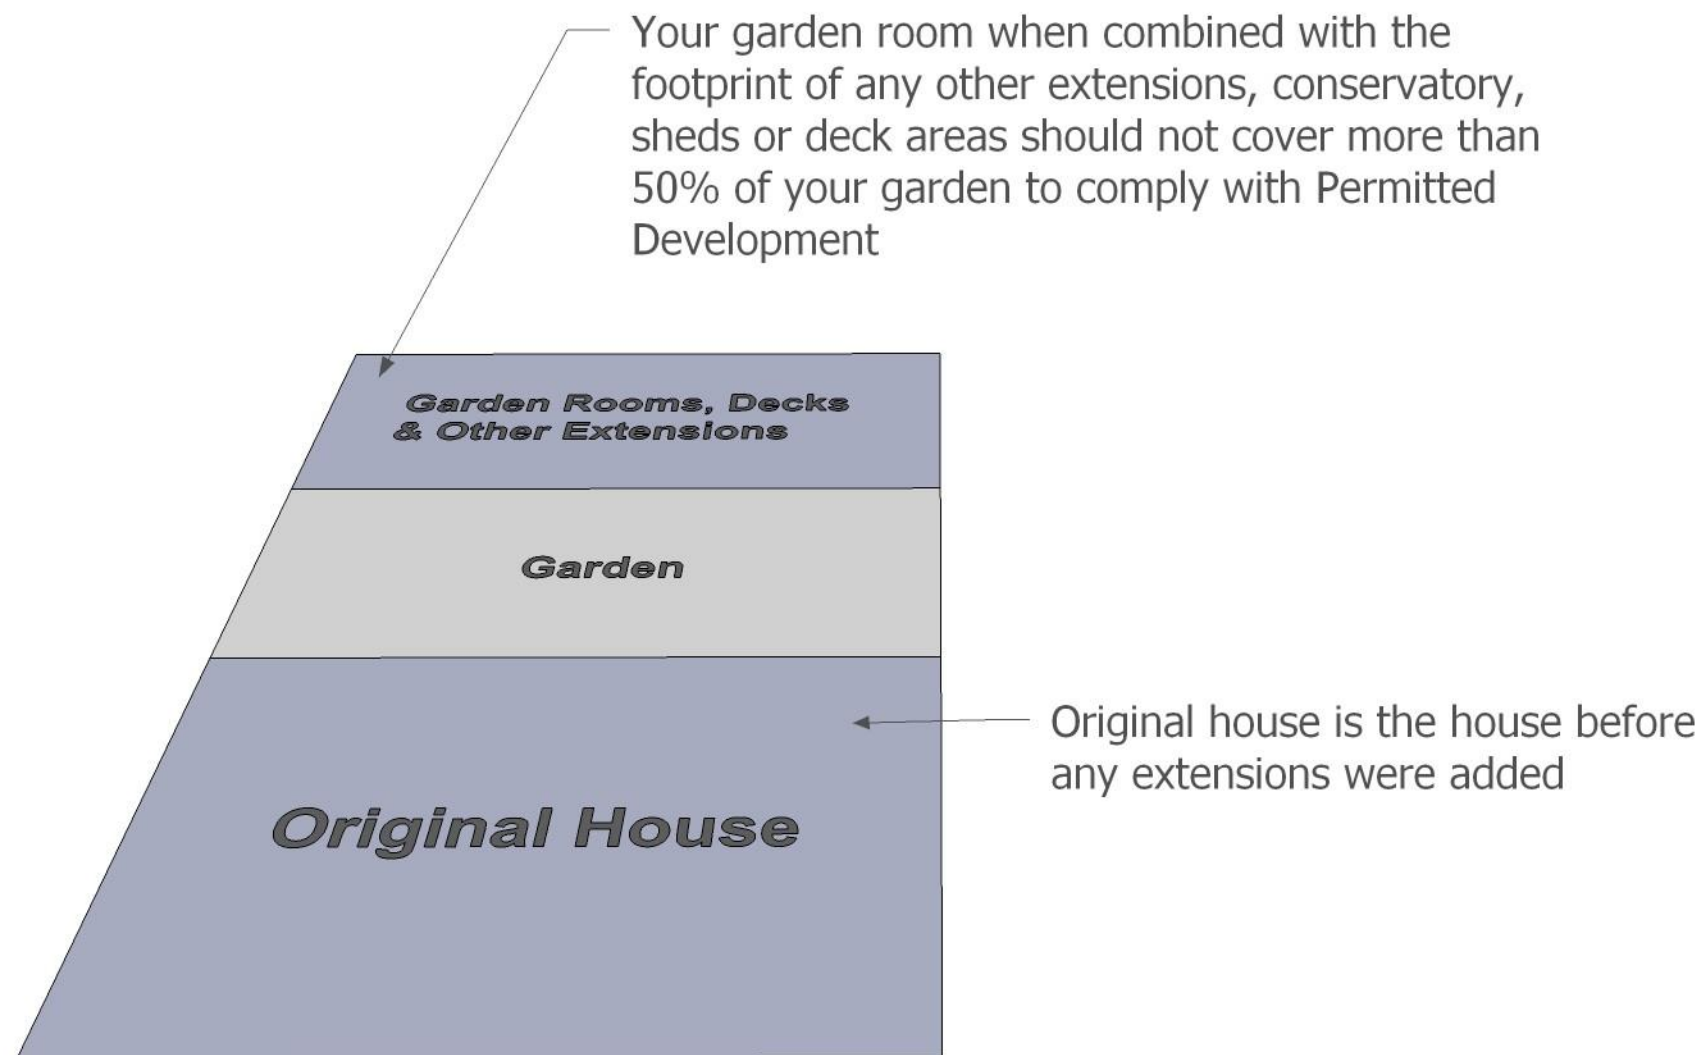 Your garden room when combined with the
footprint of any other extensions, conservatory,
sheds or deck areas should not cover more than
50% of your garden to comply with Permitted
Development
Garden Rooms, Decks
& Other Extensions
Garden
Original house is the house before
any extensions were added
Original House